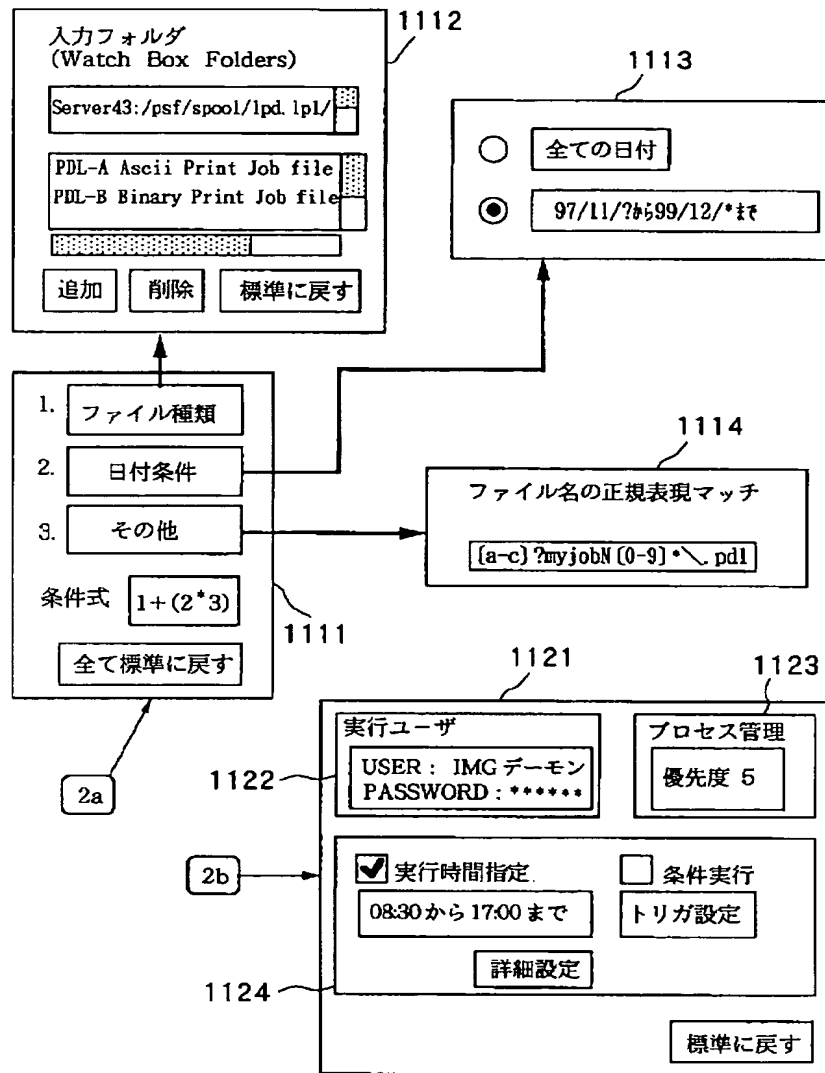 1112
入力フォルダ
(Watch Box Folders)
Server43:/psf/spool/lpd.lp1/
PDL-A Ascii Print Job file
PDL-B Binary Print Job file
追加 削除 標準に戻す
1113
全ての日付
97/11/?から99/12/*まで
1. ファイル種類
2. 日付条件
3. その他
条件式 1+(2*3)
全て標準に戻す
1111
2a
1114
ファイル名の正規表現マッチ
[a-c]?myjobN[0-9]*\.pdl
1121
1123
実行ユーザ
USER: IMGデーモン
PASSWORD:******
1122
プロセス管理
優先度 5
2b
実行時間指定
条件実行
08:30から17:00まで
トリガ設定
詳細設定
1124
標準に戻す